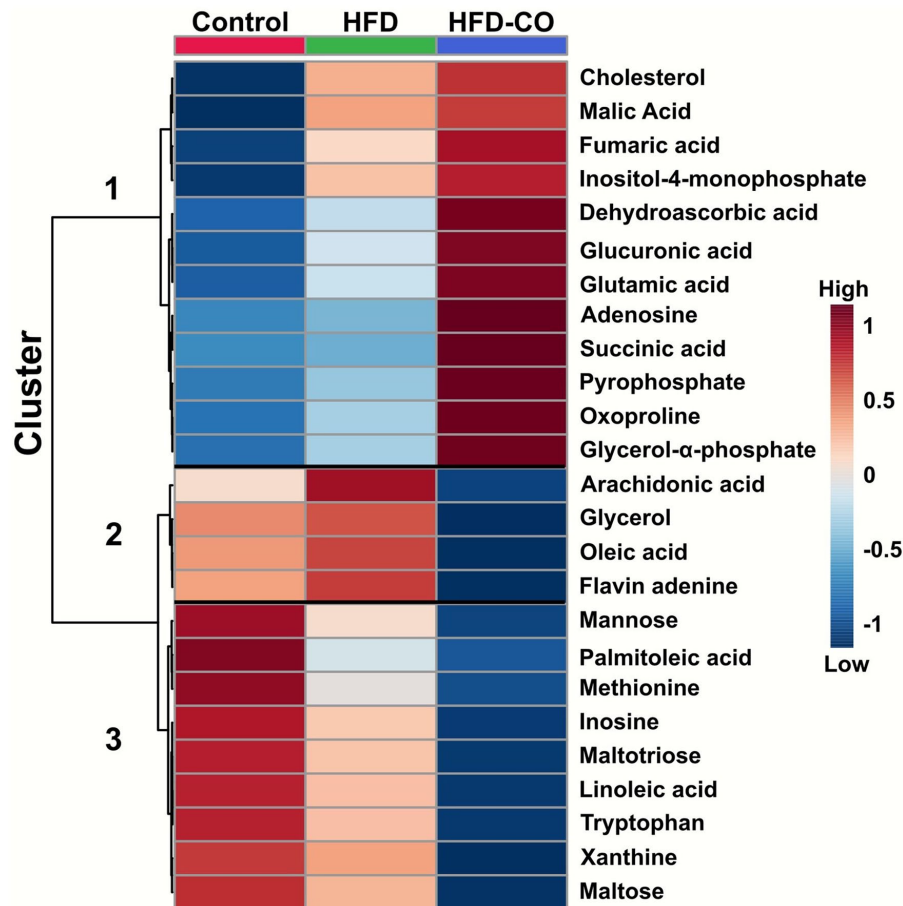 Control HFD HFD-CO
Cholesterol
Malic Acid
Fumaric acid
Inositol-4-monophosphate
Dehydroascorbic acid
Glucuronic acid
Glutamic acid
Adenosine
Succinic acid
Pyrophosphate
Oxoproline
Glycerol-α-phosphate
Arachidonic acid
Glycerol
Oleic acid
Flavin adenine
Mannose
Palmitoleic acid
Methionine
Inosine
Maltotriose
Linoleic acid
Tryptophan
Xanthine
Maltose
Cluster
1
2
3
High
1
0.5
0
-0.5
-1
Low